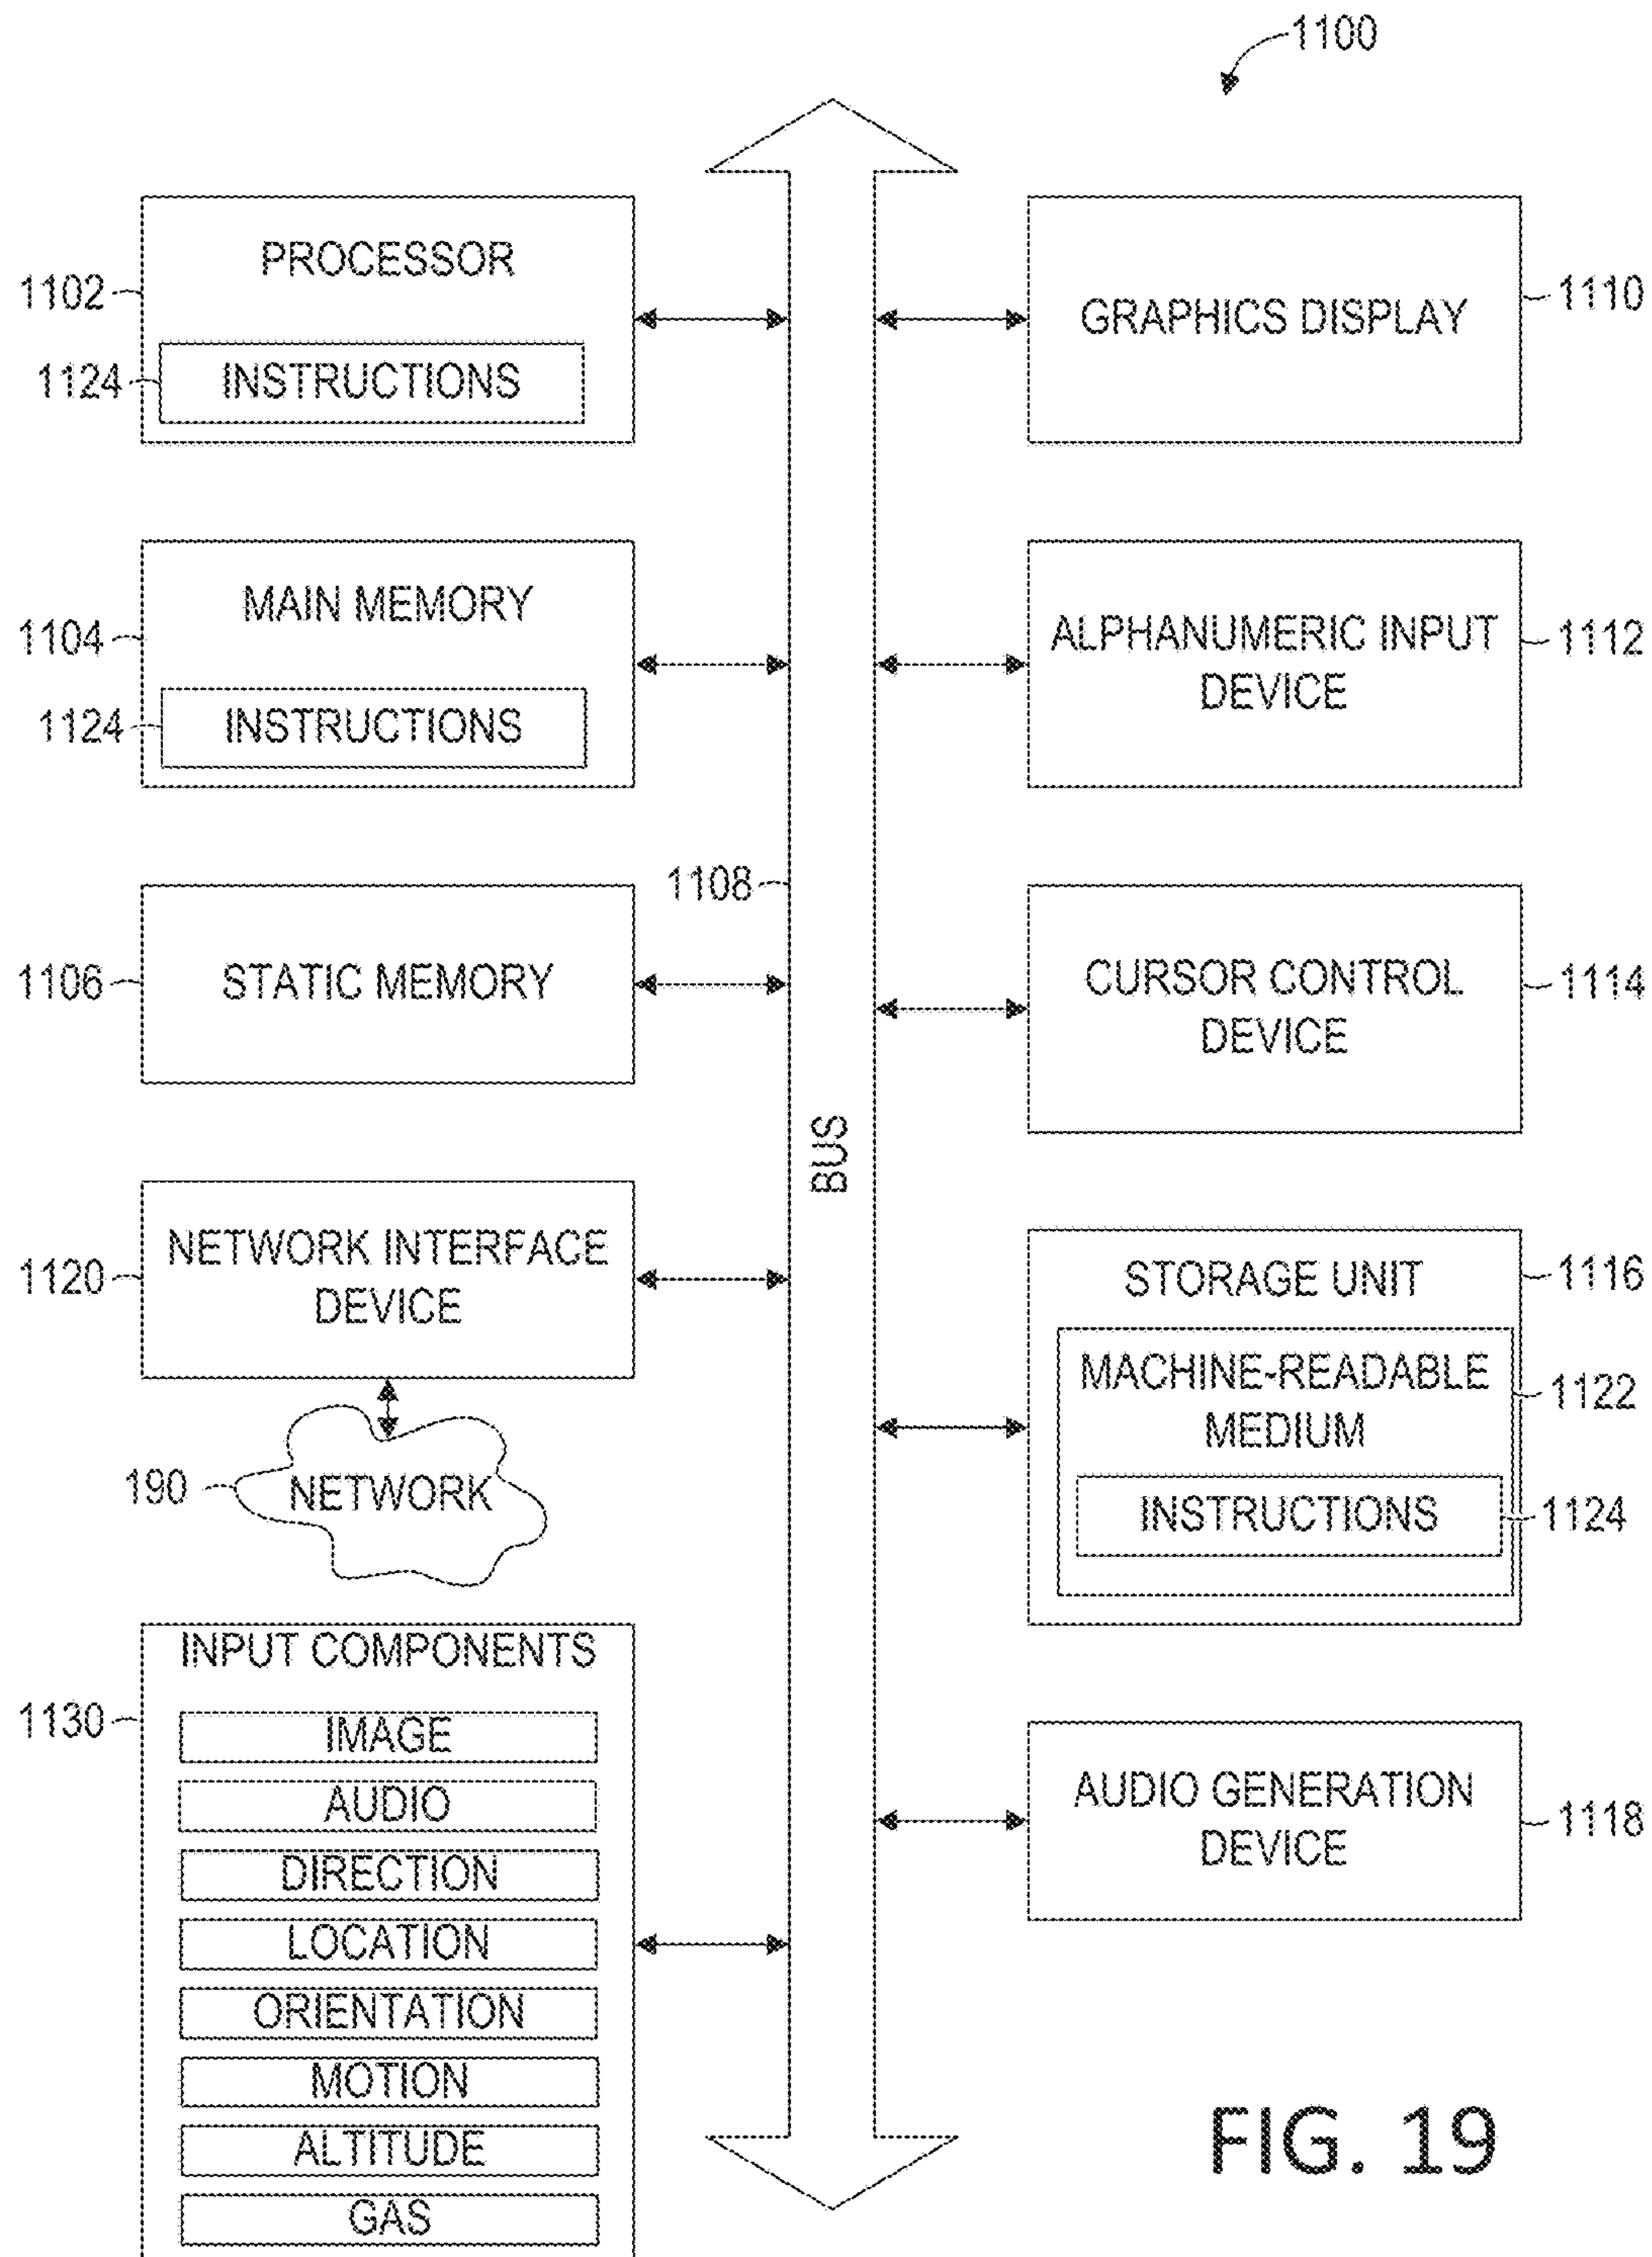 1100
PROCESSOR
1102
1124
INSTRUCTIONS
MAIN MEMORY
1104
1124
INSTRUCTIONS
1108
STATIC MEMORY
1106
BUS
NETWORK INTERFACE
DEVICE
1120
190
NETWORK
INPUT COMPONENTS
1130
IMAGE
AUDIO
DIRECTION
LOCATION
ORIENTATION
MOTION
ALTITUDE
GAS
GRAPHICS DISPLAY
1110
ALPHANUMERIC INPUT
DEVICE
1112
CURSOR CONTROL
DEVICE
1114
STORAGE UNIT
1116
MACHINE-READABLE
MEDIUM
1122
INSTRUCTIONS
1124
AUDIO GENERATION
DEVICE
1118
FIG. 19